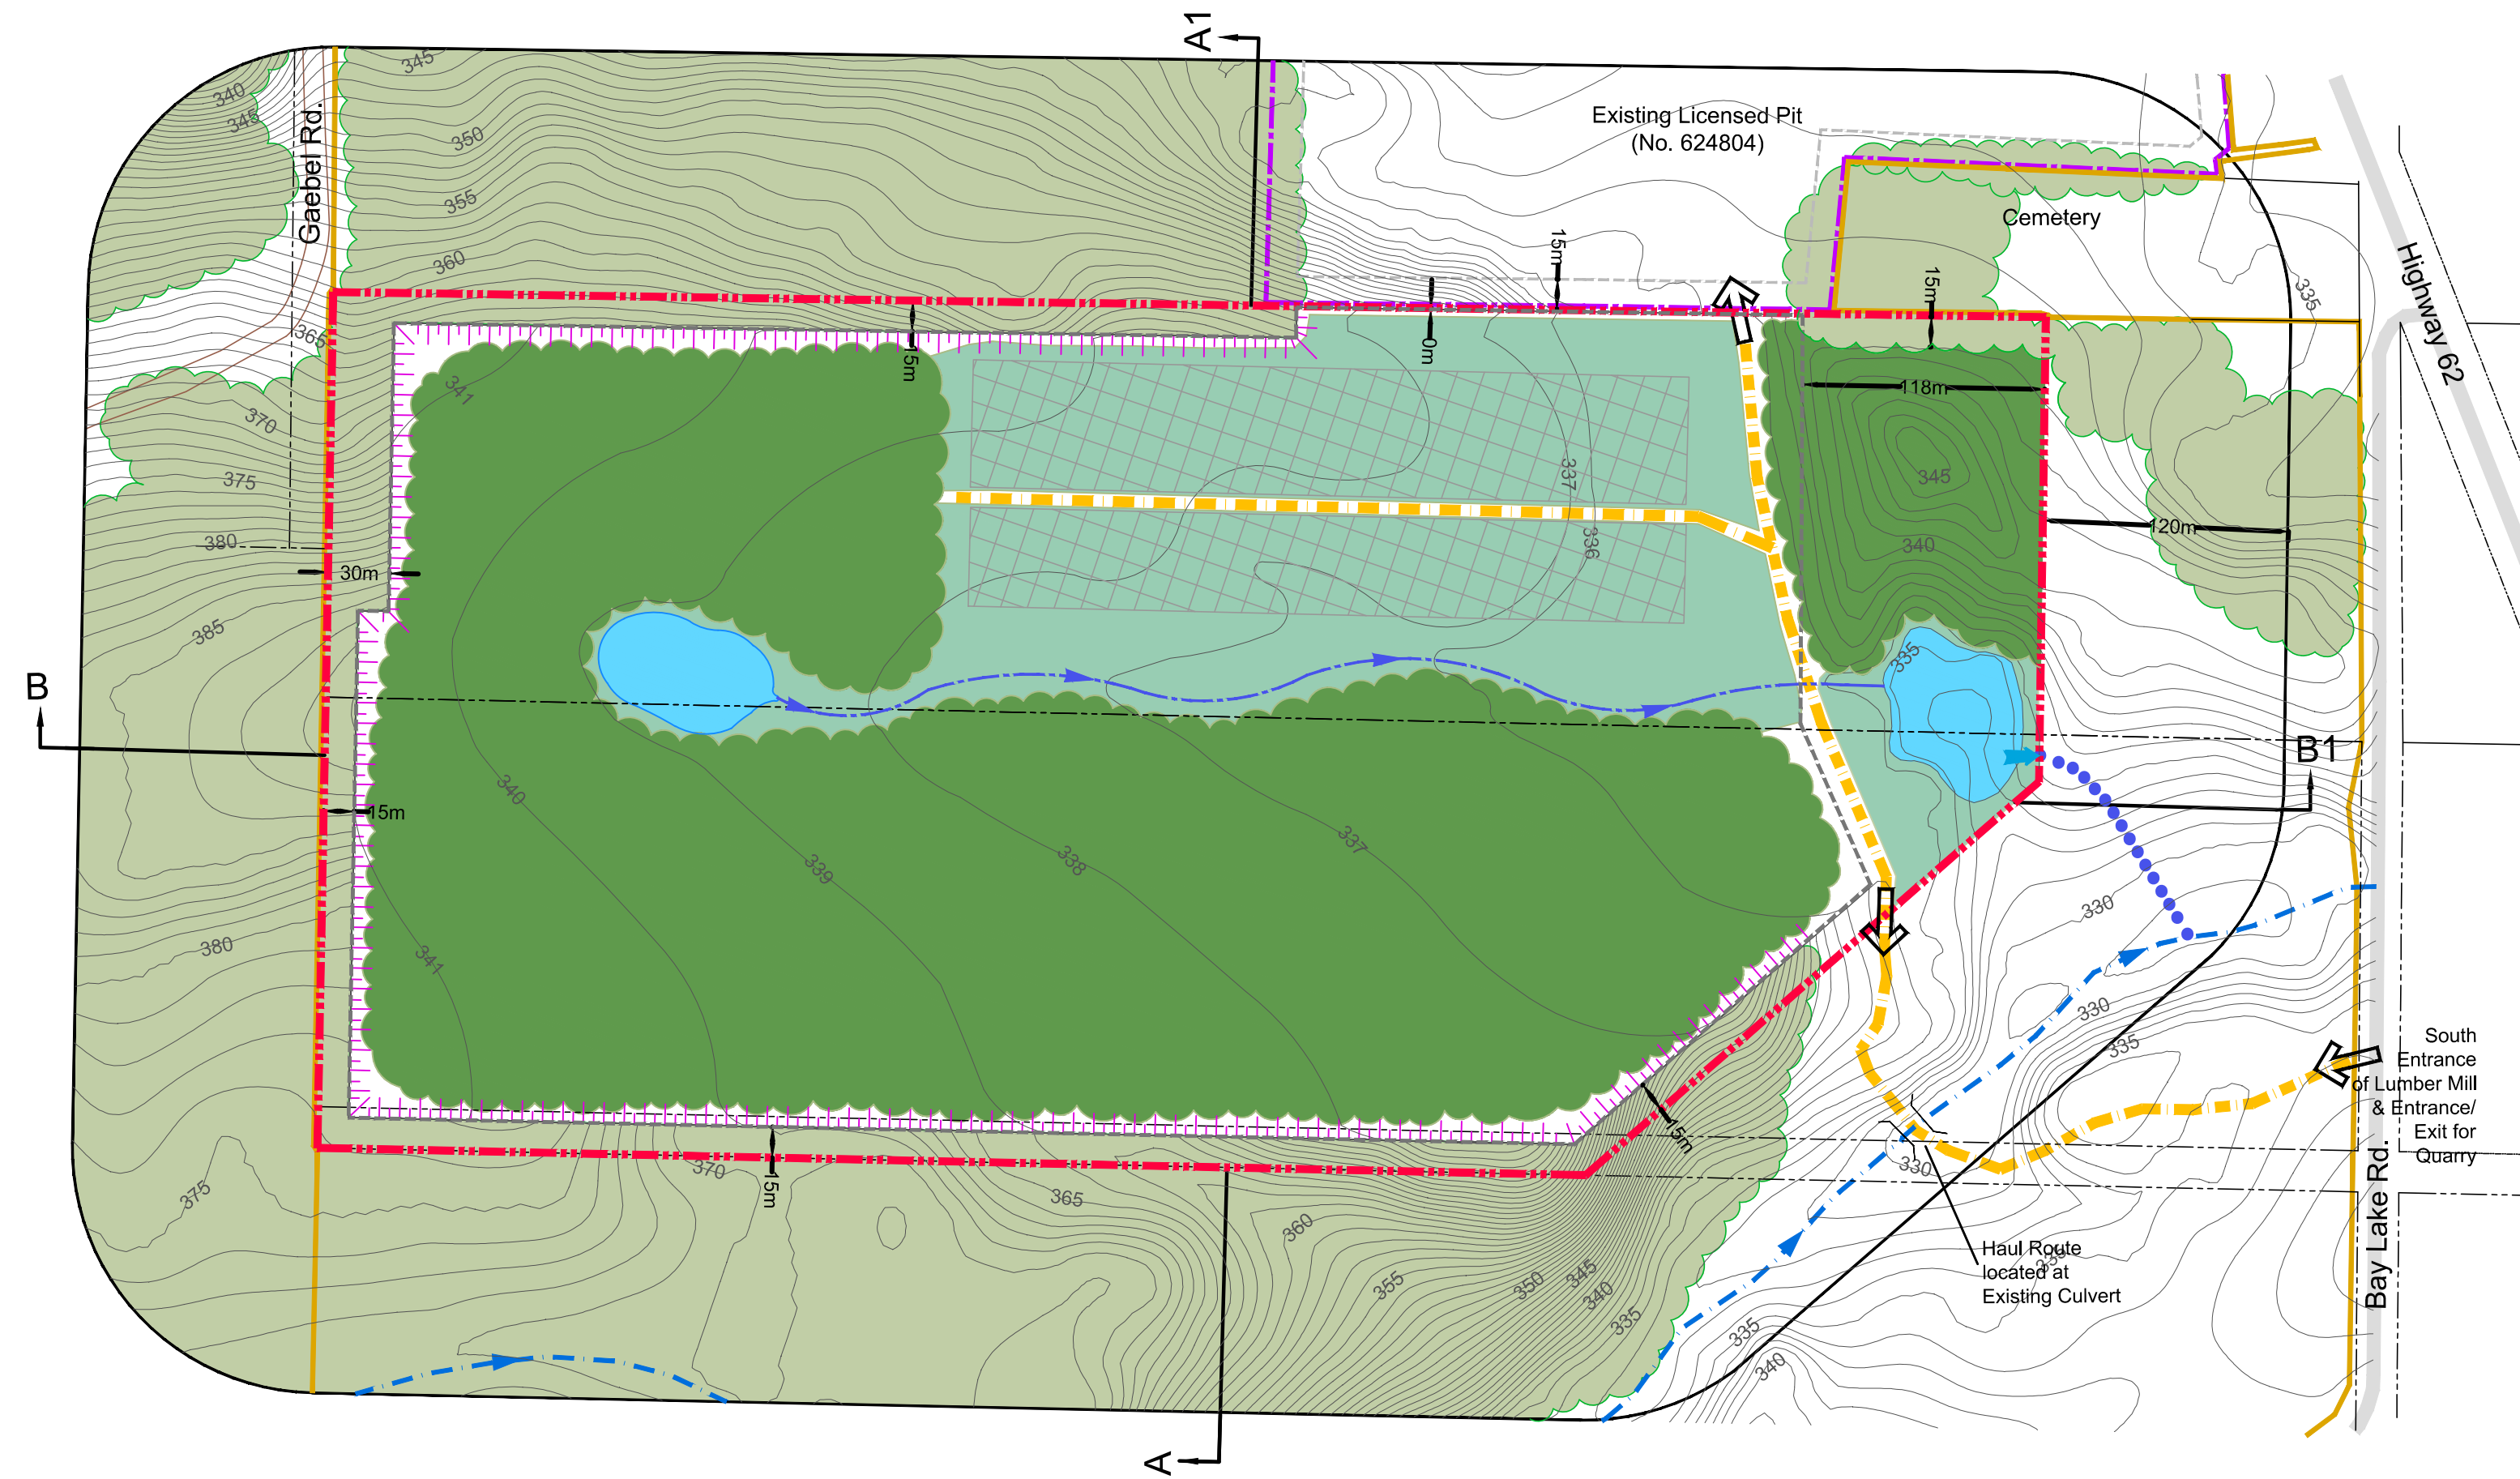 A1
345
340
345
Gaebel Rd.
350
355
360
365
Existing Licensed Pit
(No. 624804)
Cemetery
15m
15m
335
Highway 62
15m
0m
118m
341
370
375
337
345
120m
336
340
380
30m
385
335
B
B1
15m
340
339
338
337
341
380
330
330
335
South
Entrance
of Lumber Mill
& Entrance/
Exit for
Quarry
15m
330
370
15m
375
365
360
355
350
345
340
335
335
340
Haul Route
located at
Existing Culvert
335
Bay Lake Rd.
A